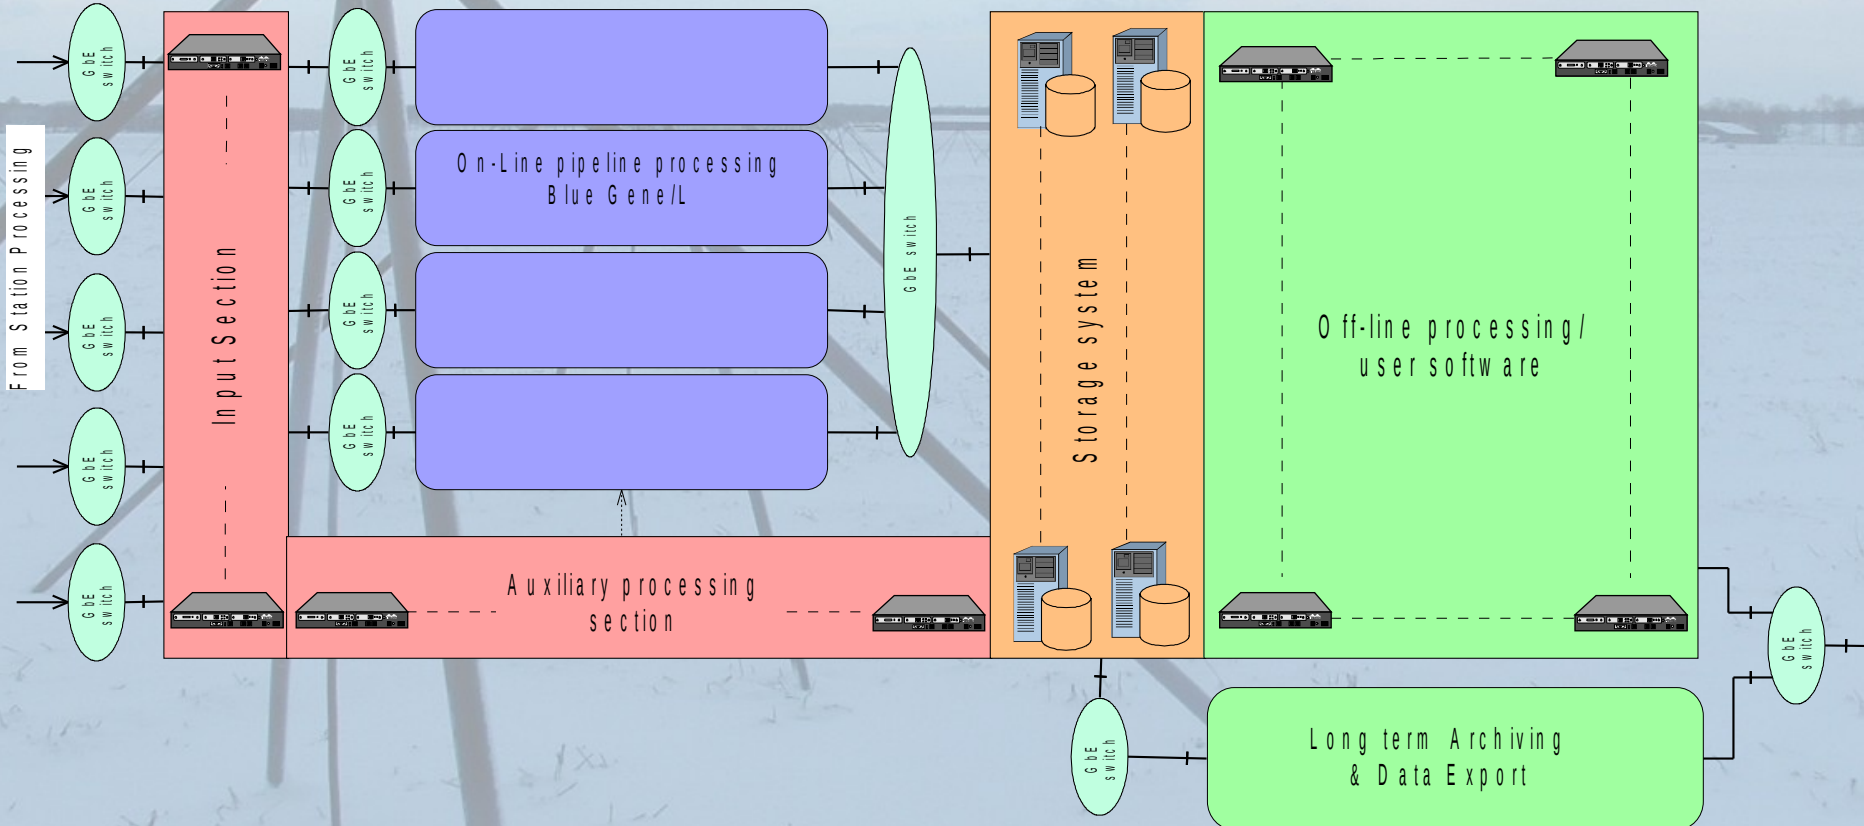 From Station Processing
GbE
switch
GbE
switch
GbE
switch
GbE
switch
GbE
switch
Input Section
GbE
switch
GbE
switch
GbE
switch
GbE
switch
On-Line pipeline processing
Blue Gene/L
GbE switch
Auxiliary processing
section
Storage system
Off-line processing/
user software
GbE
switch
Long term Archiving
& Data Export
GbE
switch